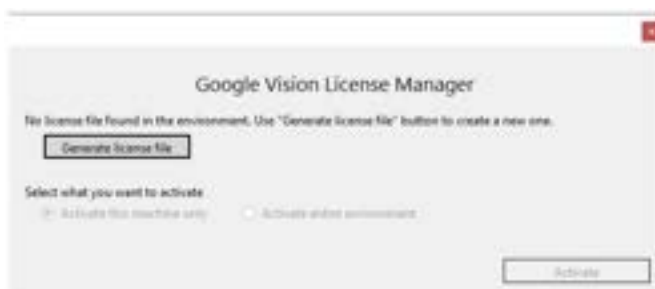 Google Vision License Manager
No license file found in the environment. Use "Generate license file" button to create a new one.
Generate license file
Select what you want to activate
Activate this machine only
Activate entire environment
Activate